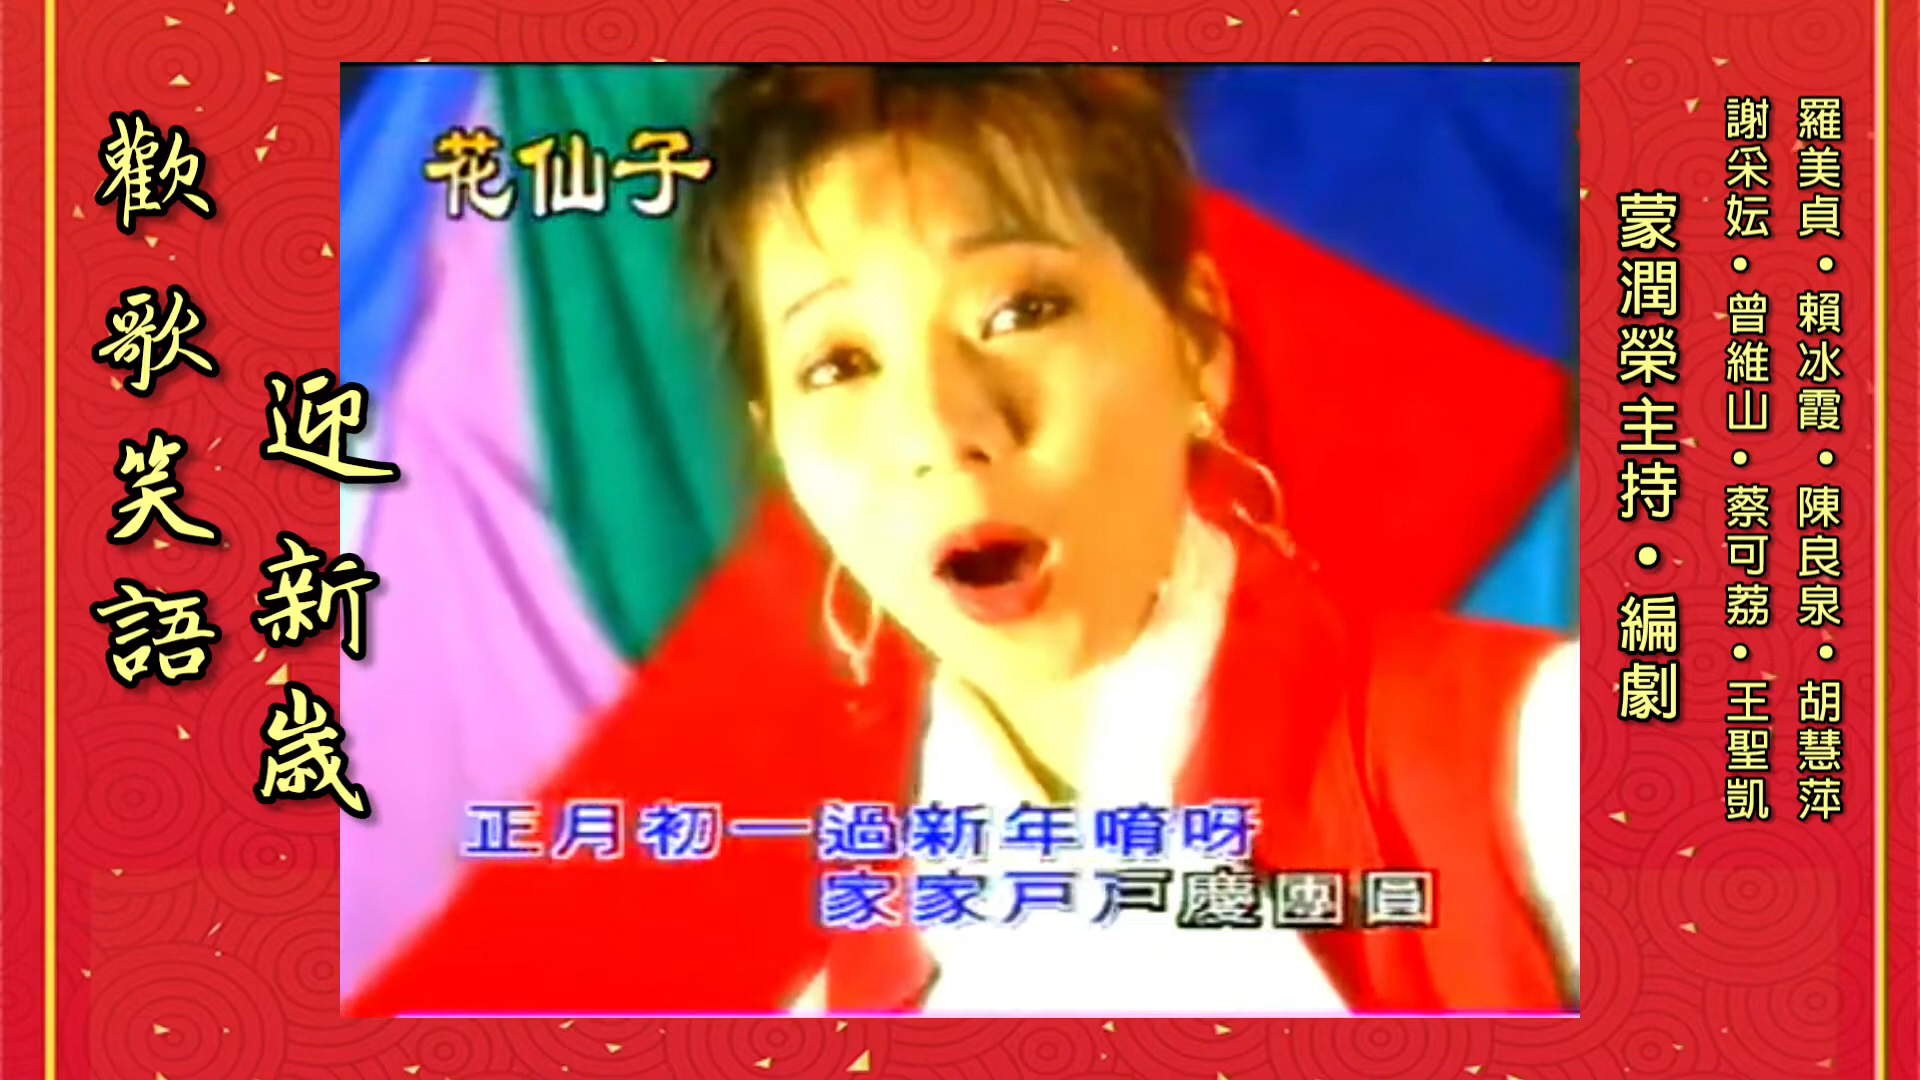 歡歌笑語
迎新歲
花仙子
正月初一過新年唷呀
家家戶戶慶團圓
羅美貞•賴冰霞•陳良泉•胡慧萍
謝采妘•曾維山•蔡可荔•王聖凱
蒙潤榮主持•編劇